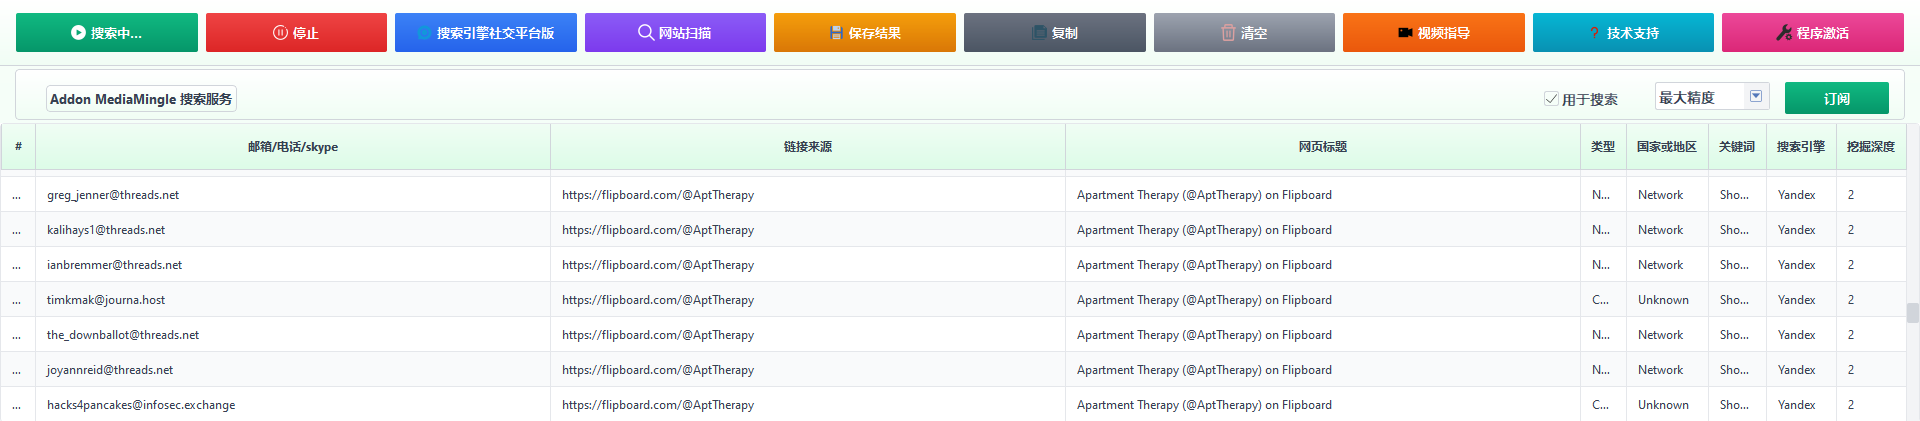 搜索中... 停止 搜索引擎社交平台版 网站扫描 保存结果 复制 清空 视频指导 ? 技术支持 程序激活
Addon MediaMingle 搜索服务 用于搜索 最大精度 订阅
# 邮箱/电话/skype 链接来源 网页标题 类型 国家或地区 关键词 搜索引擎 挖掘深度
... greg_jenner@threads.net https://flipboard.com/@AptTherapy Apartment Therapy (@AptTherapy) on Flipboard N... Network Sho... Yandex 2
... kalihays1@threads.net https://flipboard.com/@AptTherapy Apartment Therapy (@AptTherapy) on Flipboard N... Network Sho... Yandex 2
... ianbremmer@threads.net https://flipboard.com/@AptTherapy Apartment Therapy (@AptTherapy) on Flipboard N... Network Sho... Yandex 2
... timkmak@journa.host https://flipboard.com/@AptTherapy Apartment Therapy (@AptTherapy) on Flipboard C... Unknown Sho... Yandex 2
... the_downballot@threads.net https://flipboard.com/@AptTherapy Apartment Therapy (@AptTherapy) on Flipboard N... Network Sho... Yandex 2
... joyannreid@threads.net https://flipboard.com/@AptTherapy Apartment Therapy (@AptTherapy) on Flipboard N... Network Sho... Yandex 2
... hacks4pancakes@infosec.exchange https://flipboard.com/@AptTherapy Apartment Therapy (@AptTherapy) on Flipboard C... Unknown Sho... Yandex 2